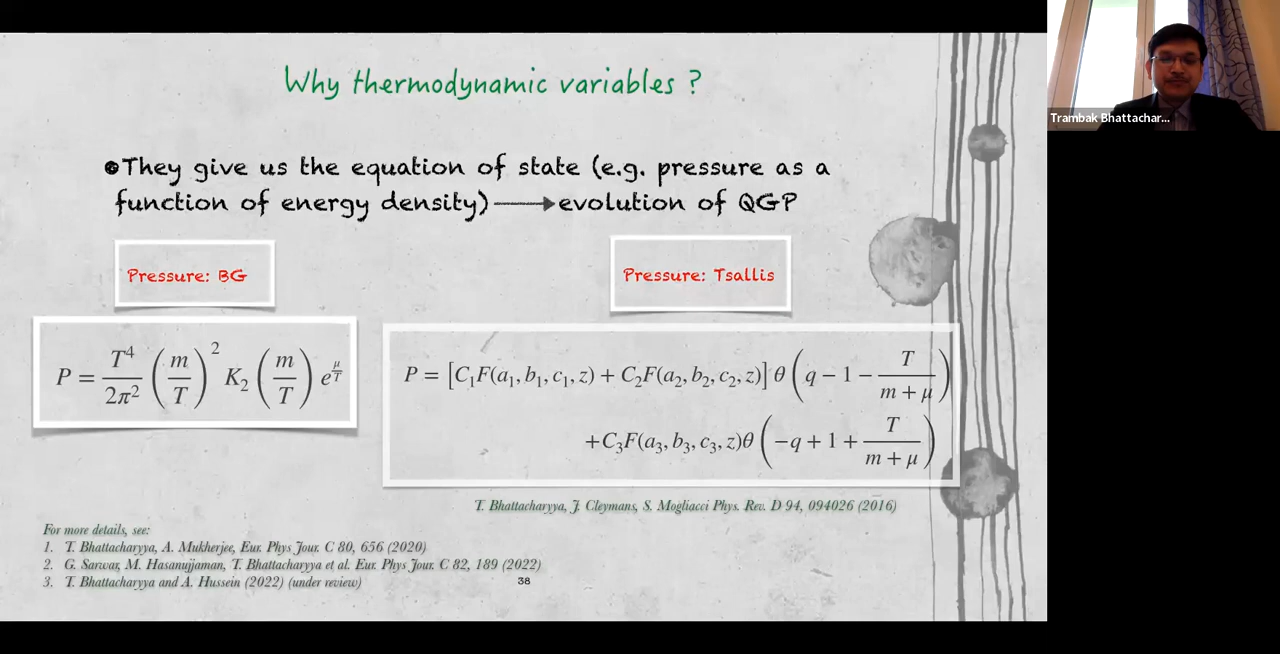 Why thermodynamic variables ?
Trambak Bhattachar...
They give us the equation of state (e.g. pressure as a
function of energy density) ⟶ evolution of QGP
Pressure: BG
Pressure: Tsallis
P = \frac{T^4}{2\pi^2} \left(\frac{m}{T}\right)^2 K_2 \left(\frac{m}{T}\right) e^{\frac{\mu}{T}}
P = [C_1F(a_1, b_1, c_1, z) + C_2F(a_2, b_2, c_2, z)] θ \left(q − 1 − \frac{T}{m + \mu}\right)
+C_3F(a_3, b_3, c_3, z)θ \left(−q + 1 + \frac{T}{m + \mu}\right)
T. Bhattacharyya, J. Cleymans, S. Mogliacci Phys. Rev. D 94, 094026 (2016)
For more details, see:
1. T. Bhattacharyya, A. Mukherjee, Eur. Phys Jour. C 80, 656 (2020)
2. G. Sarwar, M. Hasanujjaman, T. Bhattacharyya et al. Eur. Phys Jour. C 82, 189 (2022)
3. T. Bhattacharyya and A. Hussein (2022) (under review)
38